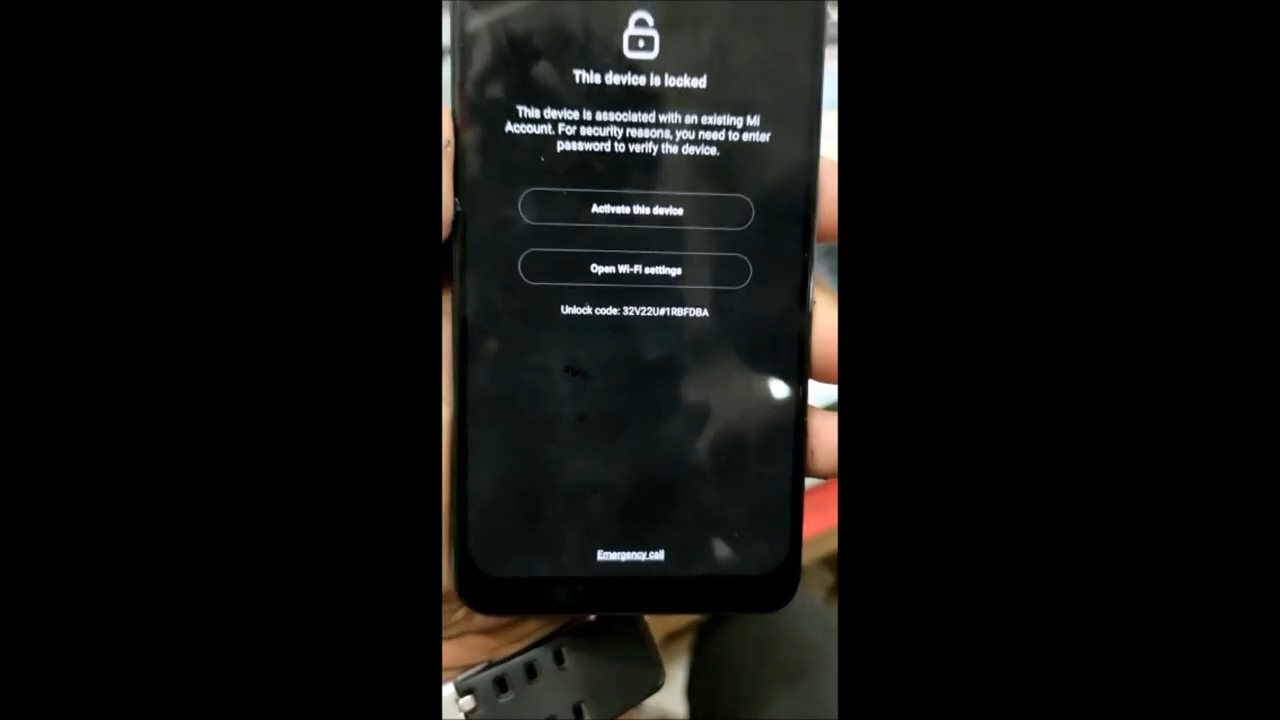 This device is locked
This device is associated with an existing Mi
Account. For security reasons, you need to enter
password to verify the device.
Activate this device
Open Wi-Fi settings
Unlock code: 32V22U#1RBFDBA
Emergency call